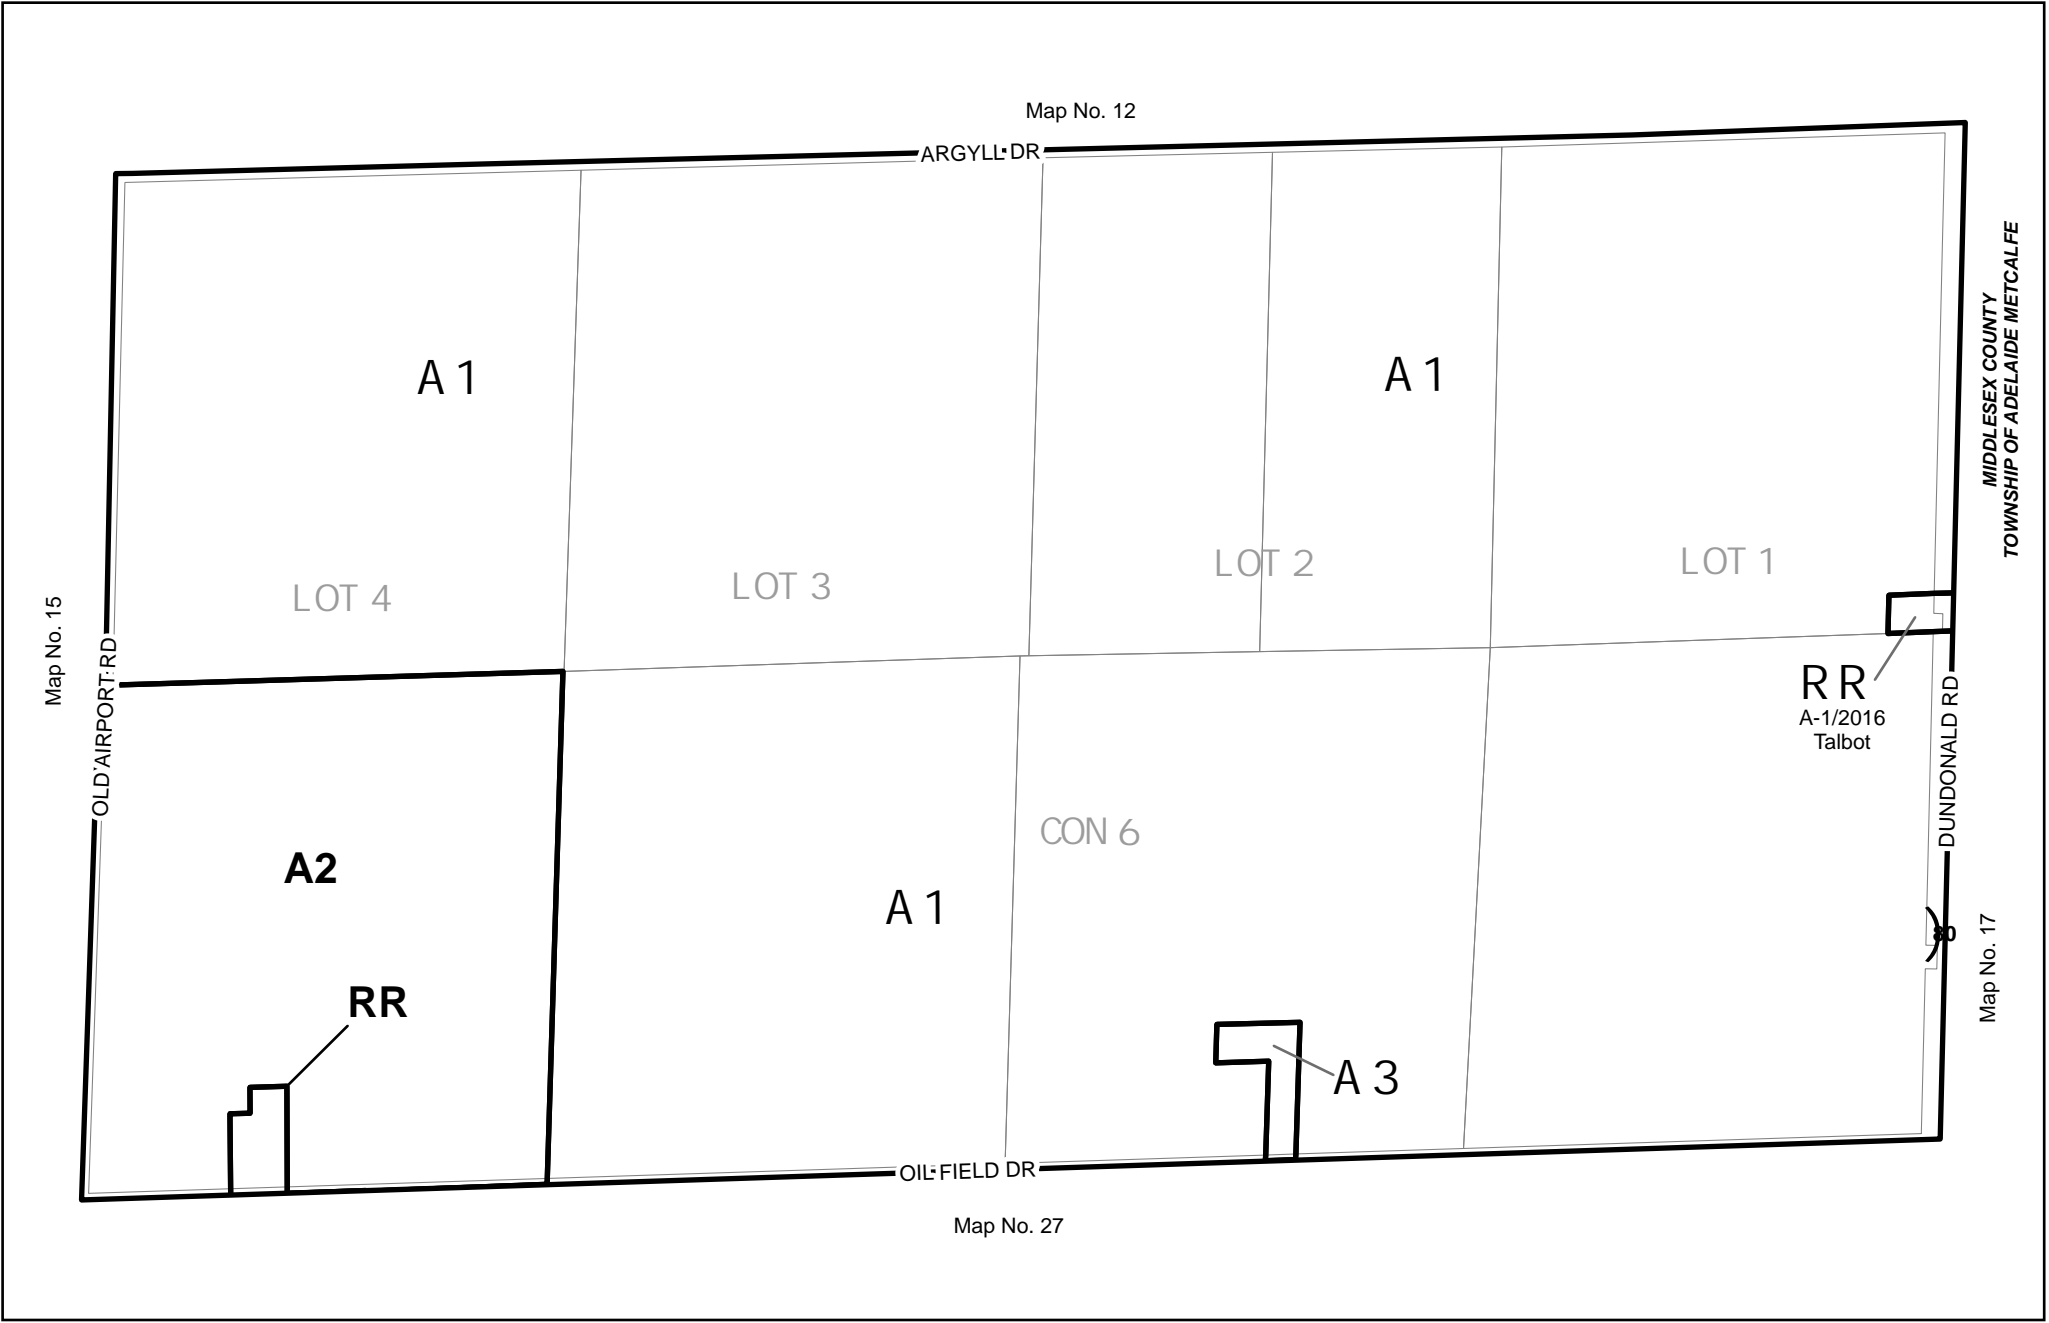 Map No. 12
ARGYLL DR
MIDDLESEX COUNTY
TOWNSHIP OF ADELAIDE METCALFE
A 1
A 1
LOT 4
LOT 3
LOT 2
LOT 1
Map No. 15
OLD AIRPORT RD
RR
A-1/2016
Talbot
DUNDONALD RD
A2
CON 6
A 1
80
Map No. 17
RR
A 3
OIL FIELD DR
Map No. 27